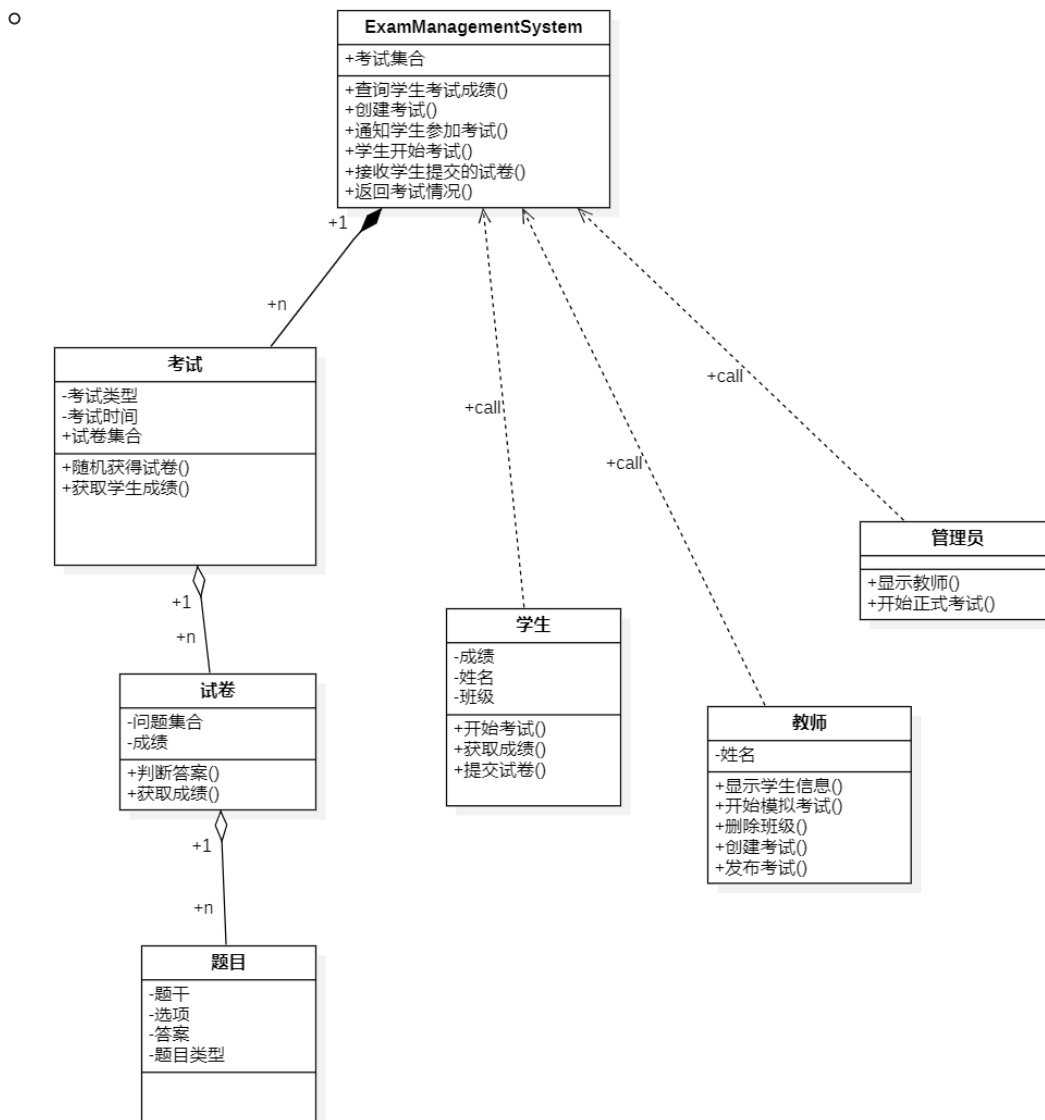 ExamManagementSystem
+考试集合
+查询学生考试成绩()
+创建考试()
+通知学生参加考试()
+学生开始考试()
+接收学生提交的试卷()
+返回考试情况()
+1
+n
考试
-考试类型
-考试时间
+试卷集合
+随机获得试卷()
+获取学生成绩()
+1
+n
试卷
-问题集合
-成绩
+判断答案()
+获取成绩()
+1
+n
题目
-题干
-选项
-答案
-题目类型
+call
学生
-成绩
-姓名
-班级
+开始考试()
+获取成绩()
+提交试卷()
+call
教师
-姓名
+显示学生信息()
+开始模拟考试()
+删除班级()
+创建考试()
+发布考试()
+call
管理员
+显示教师()
+开始正式考试()